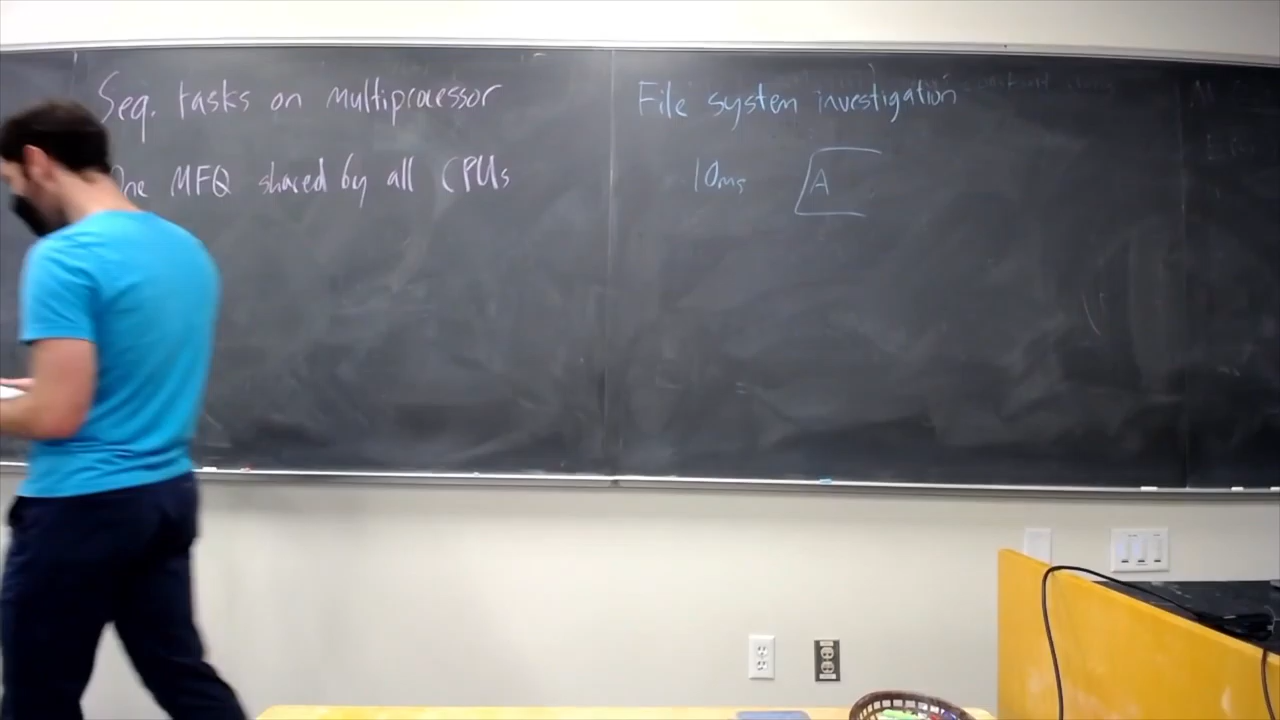 Seq. tasks on multiprocessor
One MFQ shared by all CPUs
File system investigation
10ms A